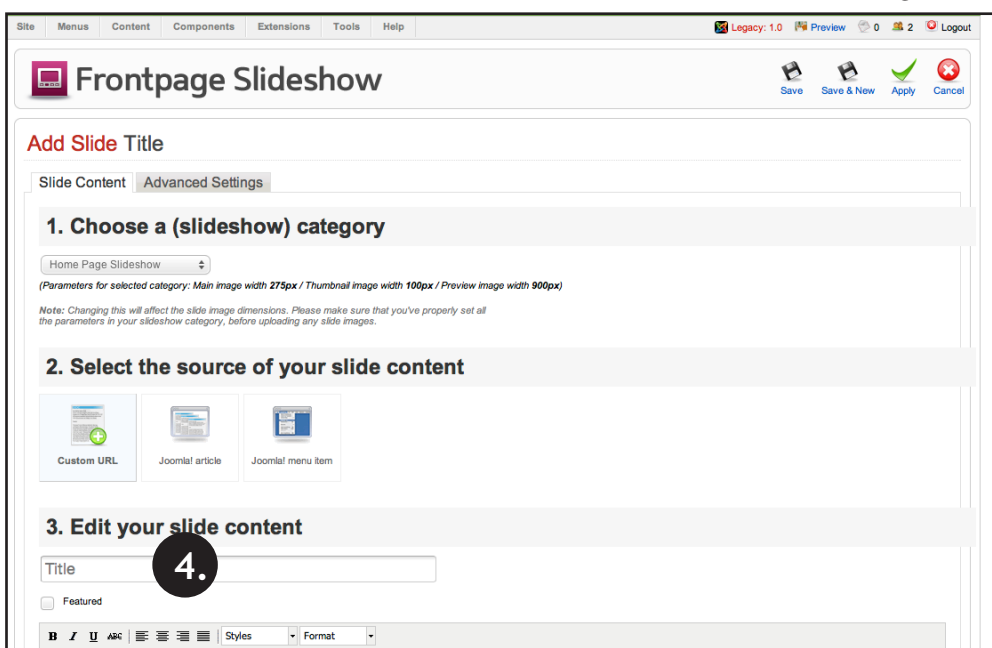 Site Menus Content Components Extensions Tools Help Legacy: 1.0 Preview 0 2 Logout
Frontpage Slideshow
Save Save & New Apply Cancel
Add Slide Title
Slide Content Advanced Settings
1. Choose a (slideshow) category
Home Page Slideshow
(Parameters for selected category: Main image width 275px / Thumbnail image width 100px / Preview image width 900px)
Note: Changing this will affect the slide image dimensions. Please make sure that you've properly set all
the parameters in your slideshow category, before uploading any slide images.
2. Select the source of your slide content
Custom URL Joomla! article Joomla! menu item
3. Edit your slide content
Title 4.
Featured
B I U ABC Styles Format